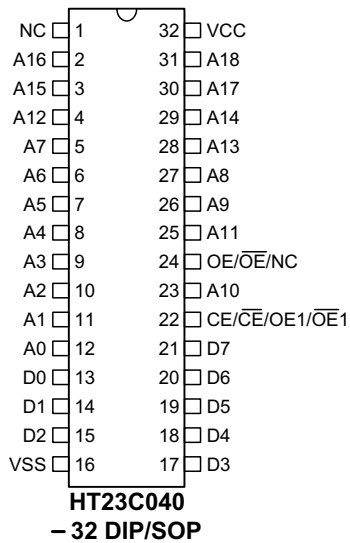 NC 1 32 VCC
A16 2 31 A18
A15 3 30 A17
A12 4 29 A14
A7 5 28 A13
A6 6 27 A8
A5 7 26 A9
A4 8 25 A11
A3 9 24 OE/O̅E̅/NC
A2 10 23 A10
A1 11 22 CE/C̅E̅/OE1/O̅E̅1
A0 12 21 D7
D0 13 20 D6
D1 14 19 D5
D2 15 18 D4
VSS 16 17 D3
HT23C040
– 32 DIP/SOP